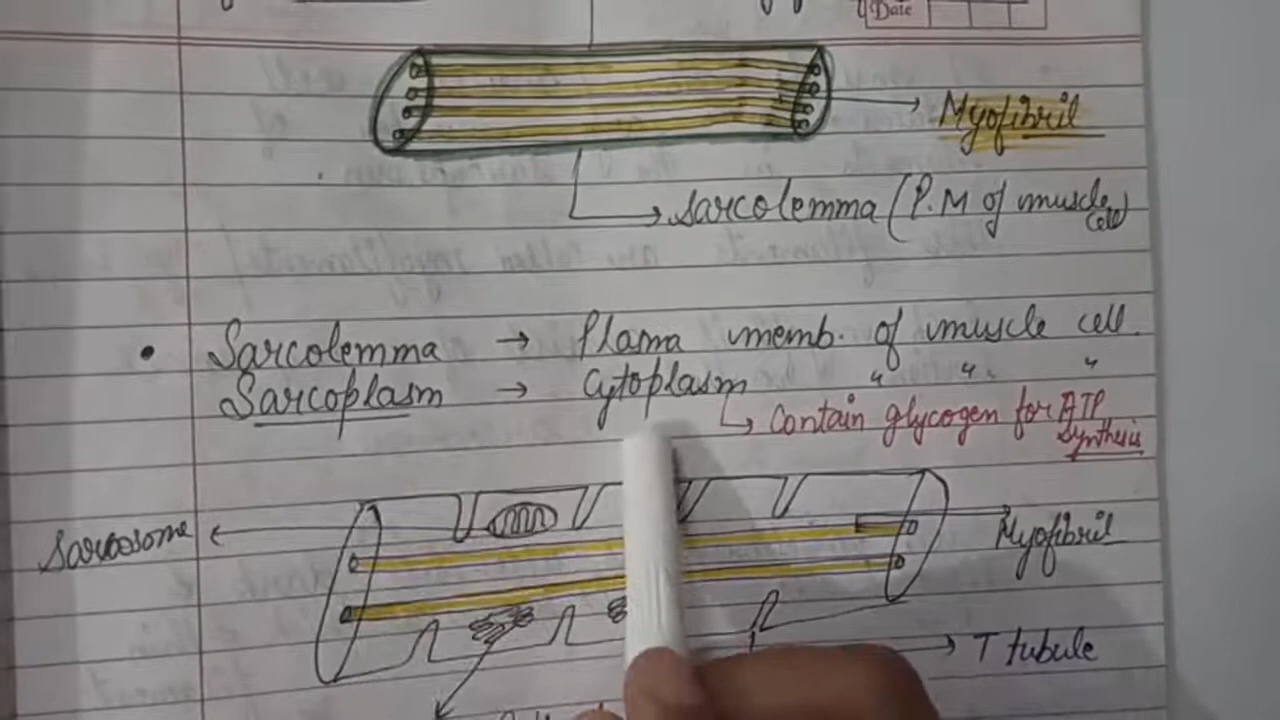 Date
Myofibril
Sarcolemma (P.M of muscle cell)
• Sarcolemma → Plasma memb. of muscle cell.
Sarcoplasm → Cytoplasm " " "
↳ Contain glycogen for ATP Synthesis
Sarcosome
Myofibril
T tubule